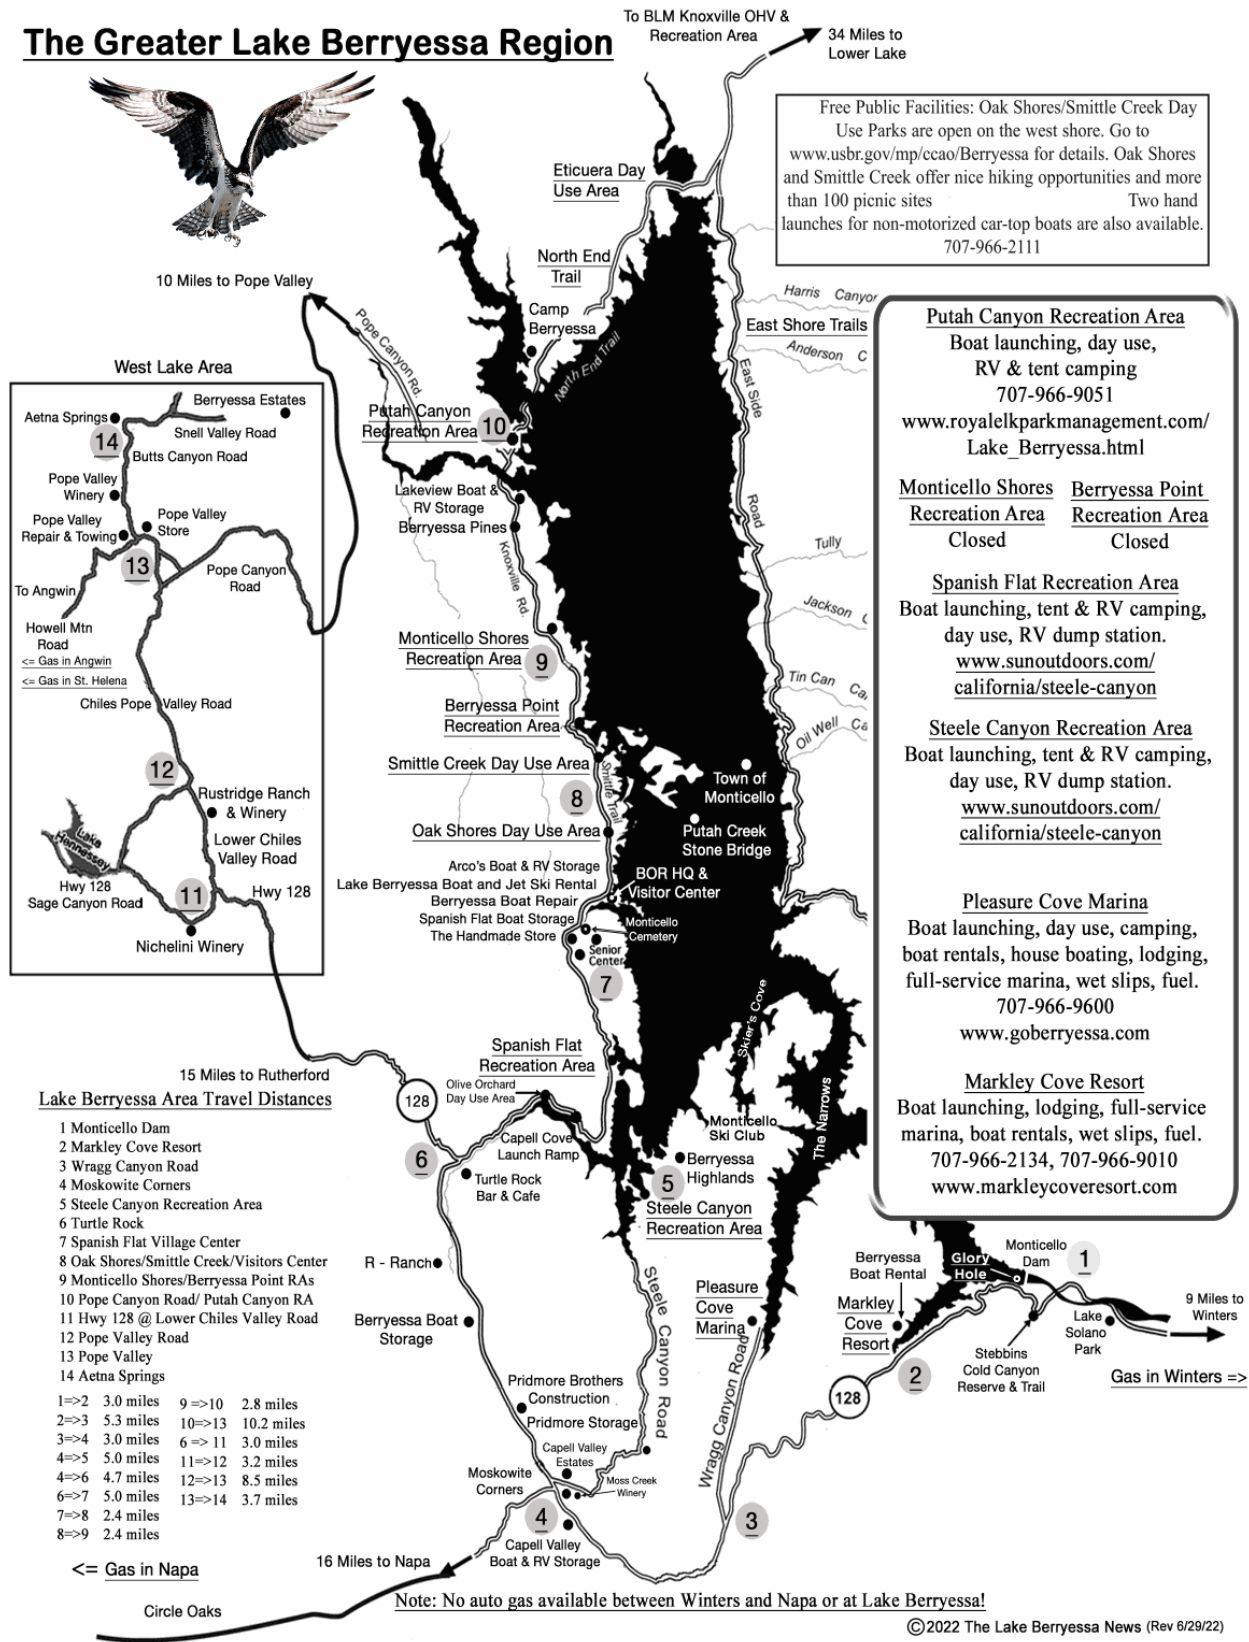 The Greater Lake Berryessa Region
To BLM Knoxville OHV &
Recreation Area
34 Miles to
Lower Lake
Free Public Facilities: Oak Shores/Smittle Creek Day
Use Parks are open on the west shore. Go to
www.usbr.gov/mp/ccao/Berryessa for details. Oak Shores
and Smittle Creek offer nice hiking opportunities and more
than 100 picnic sites Two hand
launches for non-motorized car-top boats are also available.
707-966-2111
Eticuera Day
Use Area
North End
Trail
10 Miles to Pope Valley
Camp
Berryessa
North End Trail
Pope Canyon Rd.
Harris Canyon
East Shore Trails
Anderson C
East Side
Road
Putah Canyon
Recreation Area
10
Lakeview Boat &
RV Storage
Berryessa Pines
Knoxville Rd.
Tully
Jackson C
Tin Can Ca
Oil Well Ca
Monticello Shores
Recreation Area
9
Berryessa Point
Recreation Area
Smittle Creek Day Use Area
Smittle Trail
8
Oak Shores Day Use Area
Town of
Monticello
Putah Creek
Stone Bridge
Arco's Boat & RV Storage
Lake Berryessa Boat and Jet Ski Rental
Berryessa Boat Repair
Spanish Flat Boat Storage
The Handmade Store
BOR HQ &
Visitor Center
Monticello
Cemetery
Senior
Center
7
Skier's Cove
The Narrows
Spanish Flat
Recreation Area
Olive Orchard
Day Use Area
Capell Cove
Launch Ramp
Monticello
Ski Club
Berryessa
Highlands
5
Steele Canyon
Recreation Area
128
6
Turtle Rock
Bar & Cafe
R - Ranch
Berryessa Boat
Storage
Steele Canyon Road
Pleasure
Cove
Marina
Wragg Canyon Road
Pridmore Brothers
Construction
Pridmore Storage
Capell Valley
Estates
Moss Creek
Winery
Moskowite
Corners
4
Capell Valley
Boat & RV Storage
3
16 Miles to Napa
Circle Oaks
West Lake Area
Berryessa Estates
Aetna Springs
Snell Valley Road
14
Butts Canyon Road
Pope Valley
Winery
Pope Valley
Store
Pope Valley
Repair & Towing
13
Pope Canyon
Road
To Angwin
Howell Mtn
Road
<= Gas in Angwin
<= Gas in St. Helena
Chiles Pope Valley Road
12
Rustridge Ranch
& Winery
Lake
Hennessey
Lower Chiles
Valley Road
Hwy 128
Sage Canyon Road
11
Hwy 128
Nichelini Winery
15 Miles to Rutherford
Putah Canyon Recreation Area
Boat launching, day use,
RV & tent camping
707-966-9051
www.royalelkparkmanagement.com/
Lake_Berryessa.html
Monticello Shores
Recreation Area
Closed
Berryessa Point
Recreation Area
Closed
Spanish Flat Recreation Area
Boat launching, tent & RV camping,
day use, RV dump station.
www.sunoutdoors.com/
california/steele-canyon
Steele Canyon Recreation Area
Boat launching, tent & RV camping,
day use, RV dump station.
www.sunoutdoors.com/
california/steele-canyon
Pleasure Cove Marina
Boat launching, day use, camping,
boat rentals, house boating, lodging,
full-service marina, wet slips, fuel.
707-966-9600
www.goberryessa.com
Markley Cove Resort
Boat launching, lodging, full-service
marina, boat rentals, wet slips, fuel.
707-966-2134, 707-966-9010
www.markleycoveresort.com
Berryessa
Boat Rental
Glory
Hole
Monticello
Dam
1
Markley
Cove
Resort
2
128
Stebbins
Cold Canyon
Reserve & Trail
Lake
Solano
Park
9 Miles to
Winters
Gas in Winters =>
Lake Berryessa Area Travel Distances
1 Monticello Dam
2 Markley Cove Resort
3 Wragg Canyon Road
4 Moskowite Corners
5 Steele Canyon Recreation Area
6 Turtle Rock
7 Spanish Flat Village Center
8 Oak Shores/Smittle Creek/Visitors Center
9 Monticello Shores/Berryessa Point RAs
10 Pope Canyon Road/ Putah Canyon RA
11 Hwy 128 @ Lower Chiles Valley Road
12 Pope Valley Road
13 Pope Valley
14 Aetna Springs
1=>2 3.0 miles 9 =>10 2.8 miles
2=>3 5.3 miles 10=>13 10.2 miles
3=>4 3.0 miles 6 => 11 3.0 miles
4=>5 5.0 miles 11=>12 3.2 miles
4=>6 4.7 miles 12=>13 8.5 miles
6=>7 5.0 miles 13=>14 3.7 miles
7=>8 2.4 miles
8=>9 2.4 miles
<= Gas in Napa
Note: No auto gas available between Winters and Napa or at Lake Berryessa!
©2022 The Lake Berryessa News (Rev 6/29/22)